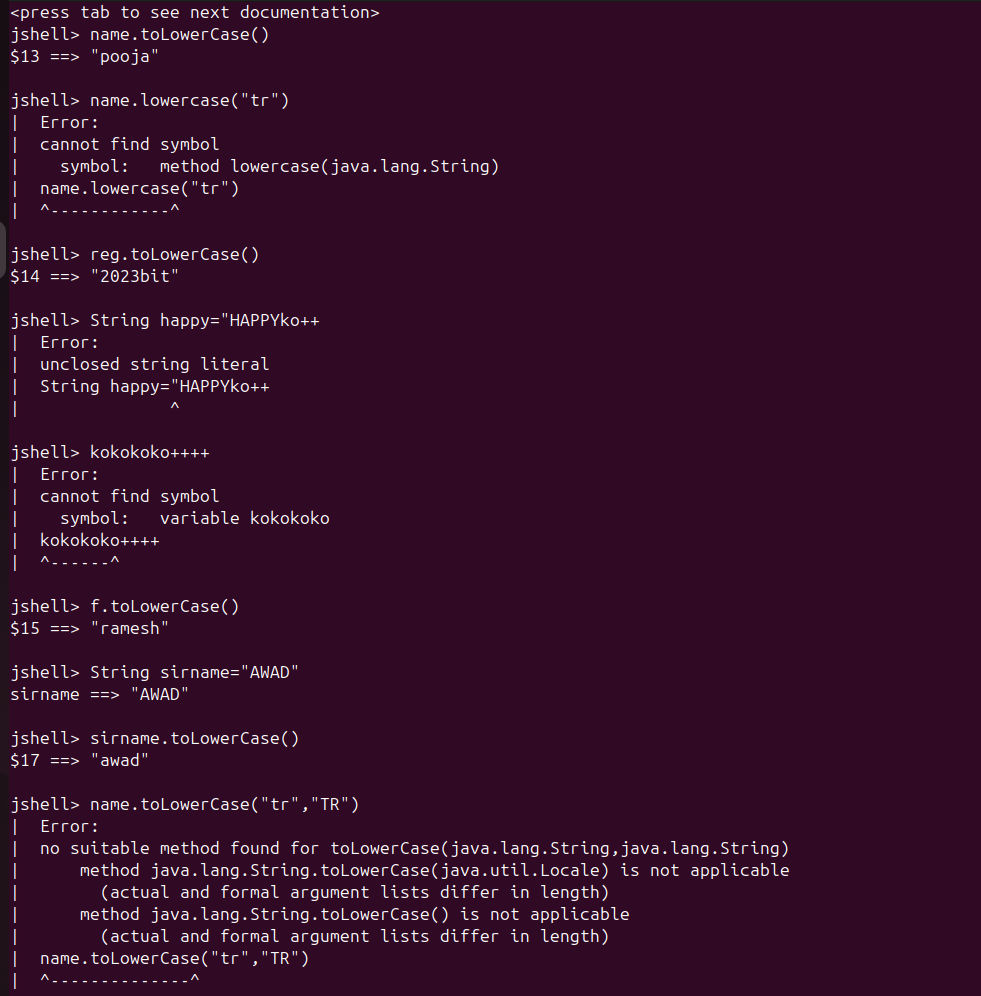 <press tab to see next documentation>
jshell> name.toLowerCase()
$13 ==> "pooja"

jshell> name.lowercase("tr")
|  Error:
|  cannot find symbol
|    symbol:   method lowercase(java.lang.String)
|  name.lowercase("tr")
|  ^------------^

jshell> reg.toLowerCase()
$14 ==> "2023bit"

jshell> String happy="HAPPYko++
|  Error:
|  unclosed string literal
|  String happy="HAPPYko++
|               ^

jshell> kokokoko++++
|  Error:
|  cannot find symbol
|    symbol:   variable kokokoko
|  kokokoko++++
|  ^------^

jshell> f.toLowerCase()
$15 ==> "ramesh"

jshell> String sirname="AWAD"
sirname ==> "AWAD"

jshell> sirname.toLowerCase()
$17 ==> "awad"

jshell> name.toLowerCase("tr","TR")
|  Error:
|  no suitable method found for toLowerCase(java.lang.String,java.lang.String)
|      method java.lang.String.toLowerCase(java.util.Locale) is not applicable
|        (actual and formal argument lists differ in length)
|      method java.lang.String.toLowerCase() is not applicable
|        (actual and formal argument lists differ in length)
|  name.toLowerCase("tr","TR")
|  ^--------------^